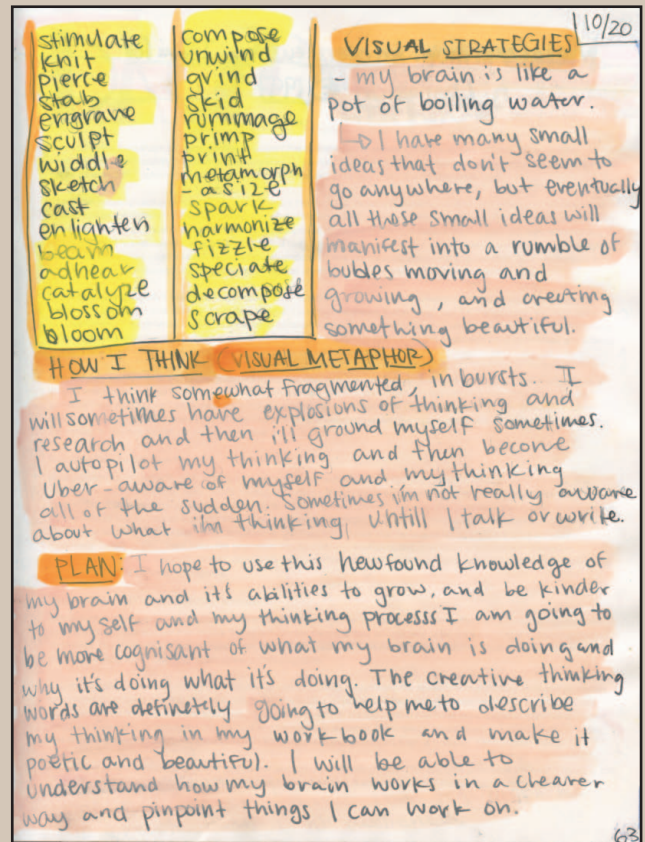 stimulate
knit
pierce
stab
engrave
sculpt
widdle
sketch
cast
enlighten
beam
adhear
catalyze
blossom
bloom
compose
unwind
grind
skid
rummage
primp
print
metamorph
-asize
spark
harmonize
fizzle
speciate
decompose
scrape
10/20
VISUAL STRATEGIES
- my brain is like a
pot of boiling water.
→ I have many small
ideas that don't seem to
go anywhere, but eventually
all those small ideas will
manifest into a rumble of
bubles moving and
growing, and creating
something beautiful.
HOW I THINK (VISUAL METAPHOR)
I think somewhat fragmented, in bursts. I
will sometimes have explosions of thinking and
research and then i'll ground myself sometimes.
I autopilot my thinking and then become
Uber-aware of myself and my thinking
all of the sudden. Sometimes i'm not really aware
about what i'm thinking, untill I talk or write.
PLAN: I hope to use this newfound knowledge of
my brain and it's abilities to grow, and be kinder
to myself and my thinking processs I am going to
be more cognisant of what my brain is doing and
why it's doing what it's doing. The creative thinking
words are definetely going to help me to describe
my thinking in my workbook and make it
poetic and beautiful. I will be able to
understand how my brain works in a clearer
way and pinpoint things I can work on.
63